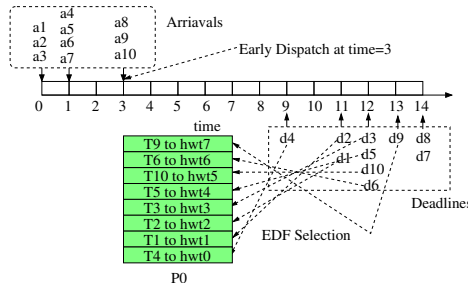 Arriavals
a1
a2
a3
a4
a5
a6
a7
a8
a9
a10
Early Dispatch at time=3
0 1 2 3 4 5 6 7 8 9 10 11 12 13 14
time
d4
d2
d1
d3
d5
d10
d6
d9
d8
d7
Deadlines
T9 to hwt7
T6 to hwt6
T10 to hwt5
T5 to hwt4
T3 to hwt3
T2 to hwt2
T1 to hwt1
T4 to hwt0
EDF Selection
P0